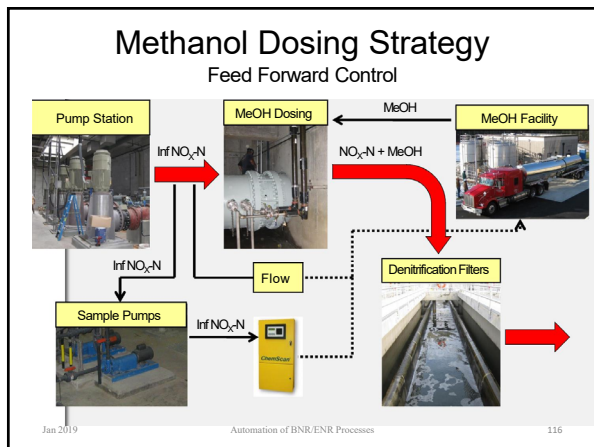 Methanol Dosing Strategy
Feed Forward Control
Pump Station
Inf NOX-N
MeOH Dosing
MeOH
MeOH Facility
NOX-N + MeOH
Inf NOX-N
Flow
Denitrification Filters
Sample Pumps
Inf NOX-N
ChemScan
Jan 2019
Automation of BNR/ENR Processes
116